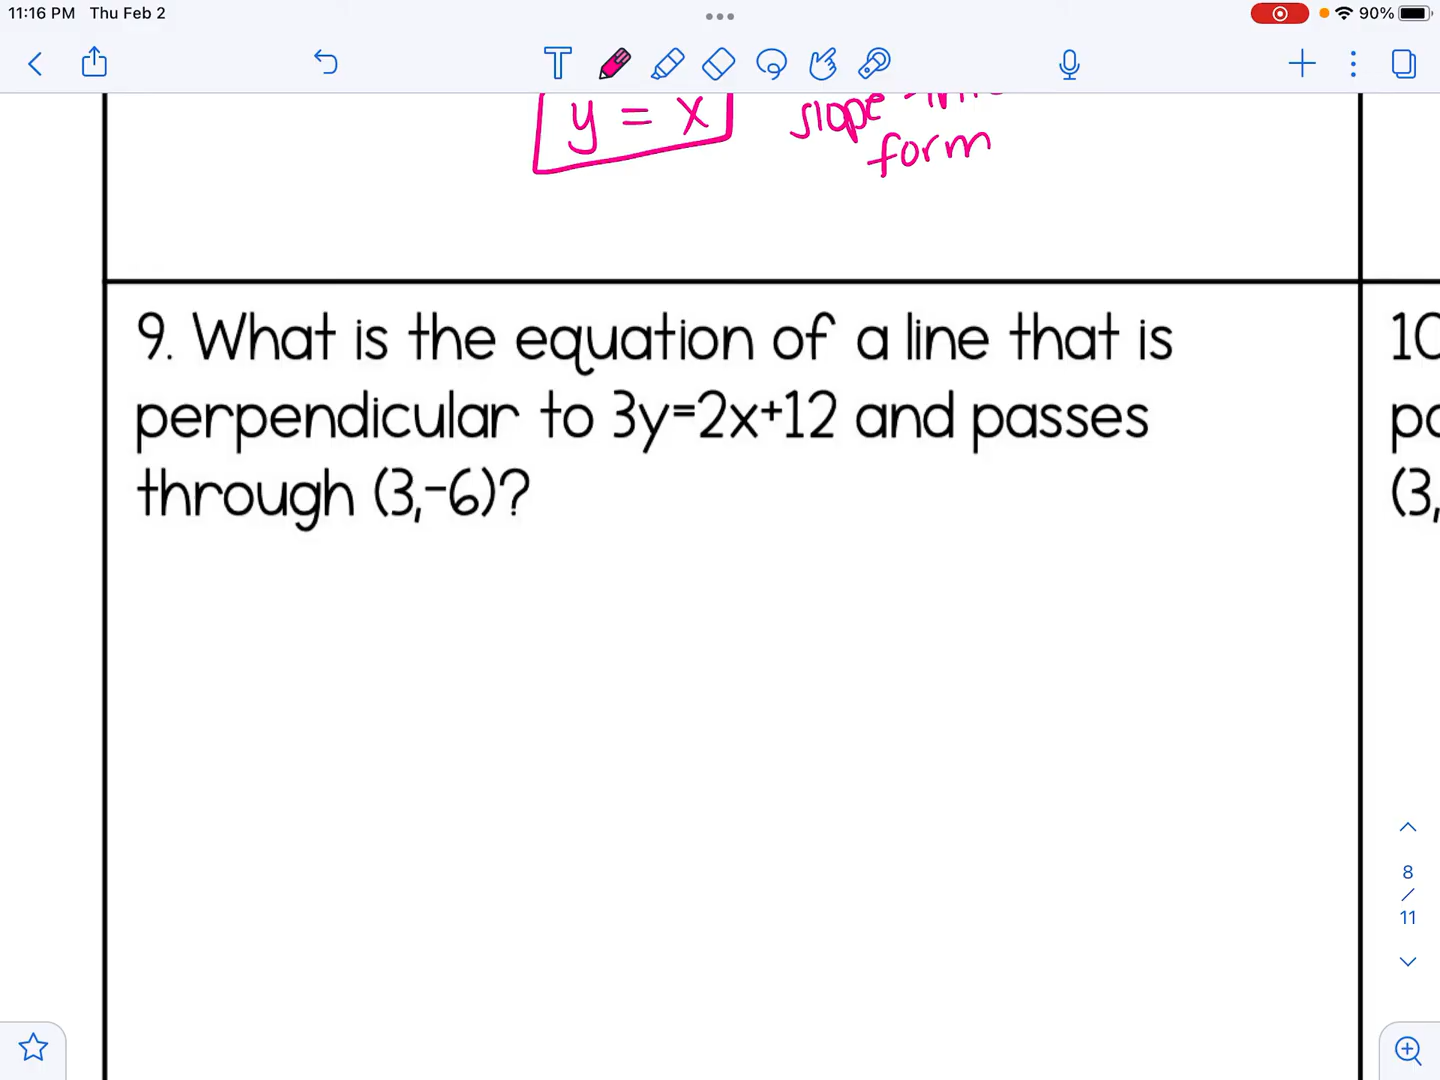 11:16 PM Thu Feb 2
90%
T
y = x
slope
form
9. What is the equation of a line that is
perpendicular to 3y=2x+12 and passes
through (3,-6)?
10
(3,
8
/
11